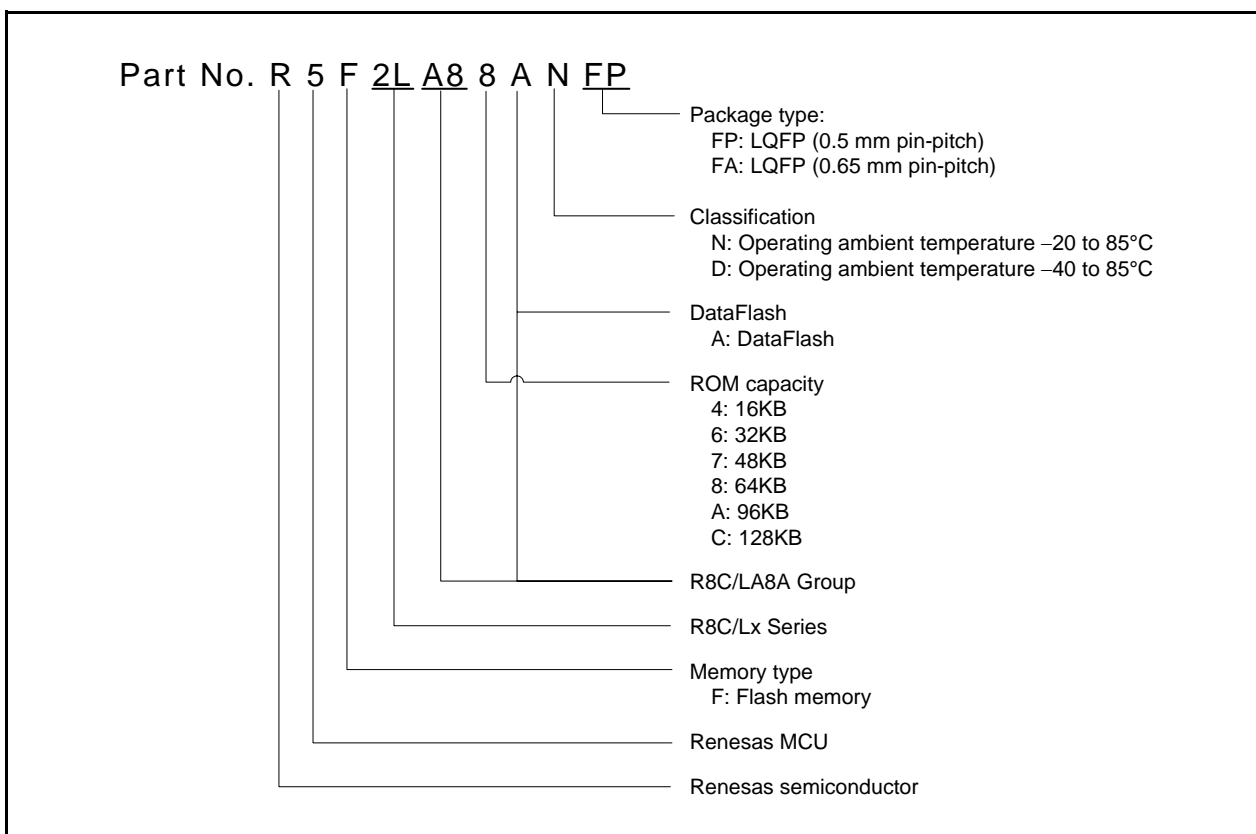 Part No. R 5 F 2L A8 8 A N FP
Package type:
FP: LQFP (0.5 mm pin-pitch)
FA: LQFP (0.65 mm pin-pitch)
Classification
N: Operating ambient temperature −20 to 85°C
D: Operating ambient temperature −40 to 85°C
DataFlash
A: DataFlash
ROM capacity
4: 16KB
6: 32KB
7: 48KB
8: 64KB
A: 96KB
C: 128KB
R8C/LA8A Group
R8C/Lx Series
Memory type
F: Flash memory
Renesas MCU
Renesas semiconductor